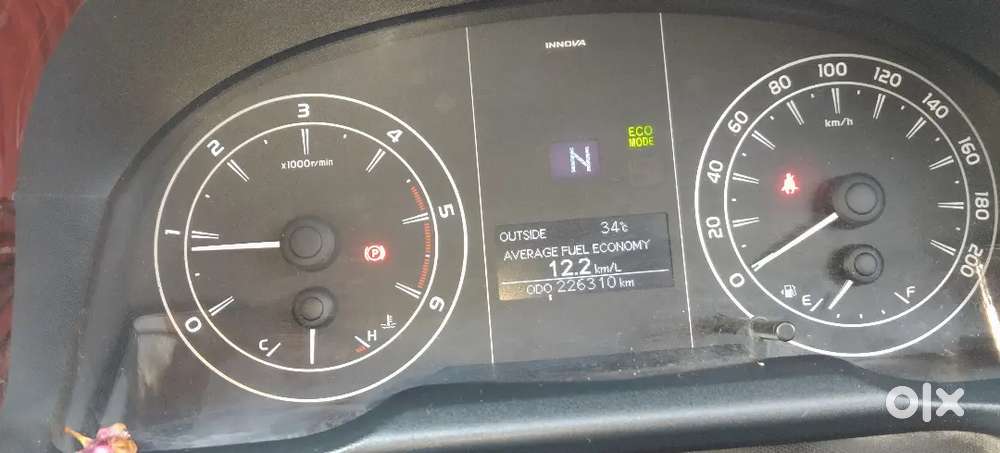 INNOVA
0
1
2
3
4
5
6
x1000r/min
P
C
H
ECO
MODE
N
OUTSIDE 34℃
AVERAGE FUEL ECONOMY
12.2 km/L
ODO 226310 km
0
20
40
60
80
100
120
140
160
180
200
km/h
E
F
olx